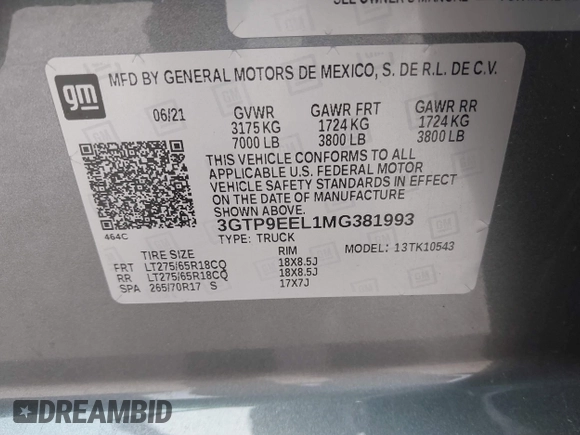 gm
MFD BY GENERAL MOTORS DE MEXICO, S. DE R.L. DE C.V.
06/21 GVWR GAWR FRT GAWR RR
3175 KG 1724 KG 1724 KG
7000 LB 3800 LB 3800 LB
THIS VEHICLE CONFORMS TO ALL
APPLICABLE U.S. FEDERAL MOTOR
VEHICLE SAFETY STANDARDS IN EFFECT
ON THE DATE OF MANUFACTURE
SHOWN ABOVE.
464C 3GTP9EEL1MG381993
TYPE: TRUCK MODEL: 13TK10543
TIRE SIZE RIM
FRT LT275/65R18CQ 18X8.5J
RR LT275/65R18CQ 18X8.5J
SPA 265/70R17 S 17X7J
DREAMBID